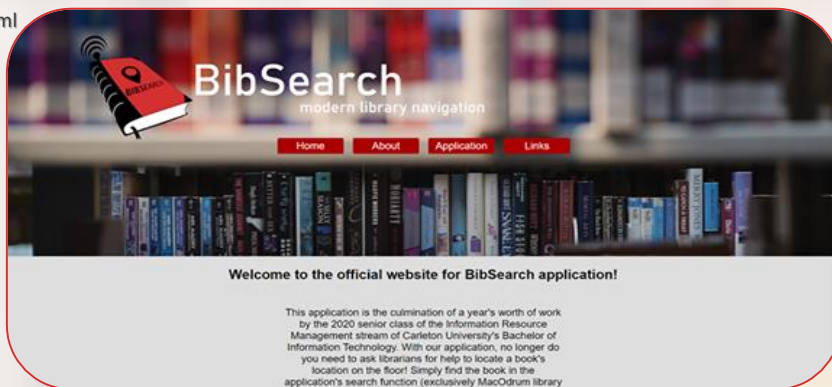 ml
BIBSEARCH
BibSearch
modern library navigation
Home About Application Links
Welcome to the official website for BibSearch application!
This application is the culmination of a year's worth of work
by the 2020 senior class of the Information Resource
Management stream of Carleton University's Bachelor of
Information Technology. With our application, no longer do
you need to ask librarians for help to locate a book's
location on the floor! Simply find the book in the
application's search function (exclusively MacOdrum library